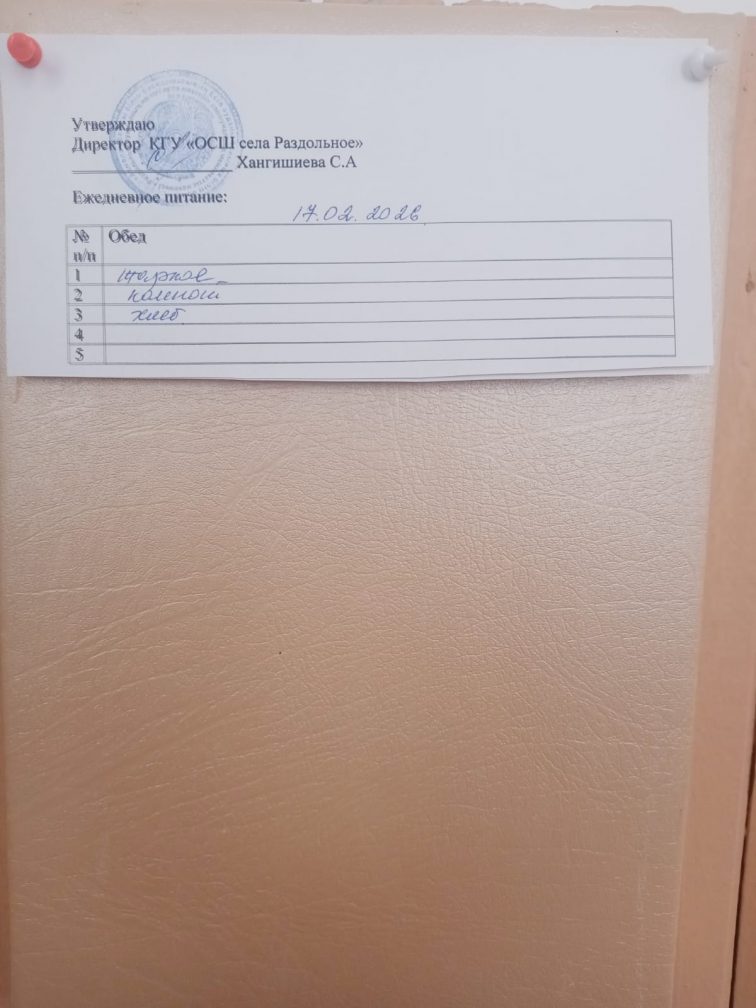 Утверждаю
Директор КГУ «ОСШ села Раздольное»
Хангишиева С.А
Ежедневное питание:
17.02.2026
№ п/п Обед
1 жаркое
2 компот
3 хлеб
4
5